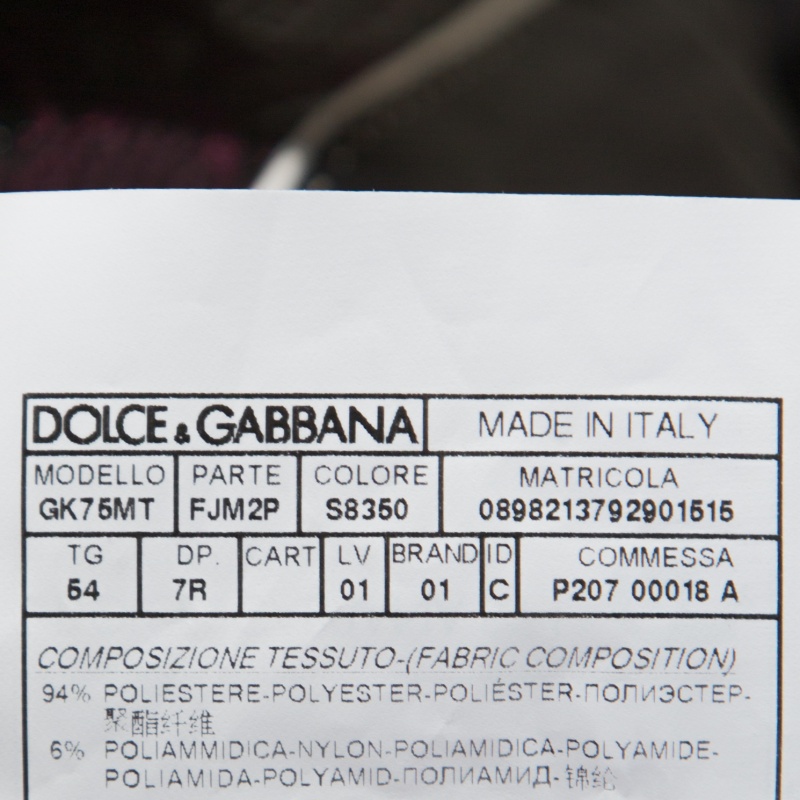 DOLCE & GABBANA MADE IN ITALY
MODELLO PARTE COLORE MATRICOLA
GK75MT FJM2P S8350 0898213792901515
TG DP. CART LV BRAND ID COMMESSA
54 7R 01 01 C P207 00018 A
COMPOSIZIONE TESSUTO-(FABRIC COMPOSITION)
94% POLIESTERE-POLYESTER-POLIÉSTER-ПОЛИЭСТЕР-
聚酯纤维
6% POLIAMMIDICA-NYLON-POLIAMIDICA-POLYAMIDE-
POLIAMIDA-POLYAMID-ПОЛИАМИД-锦纶